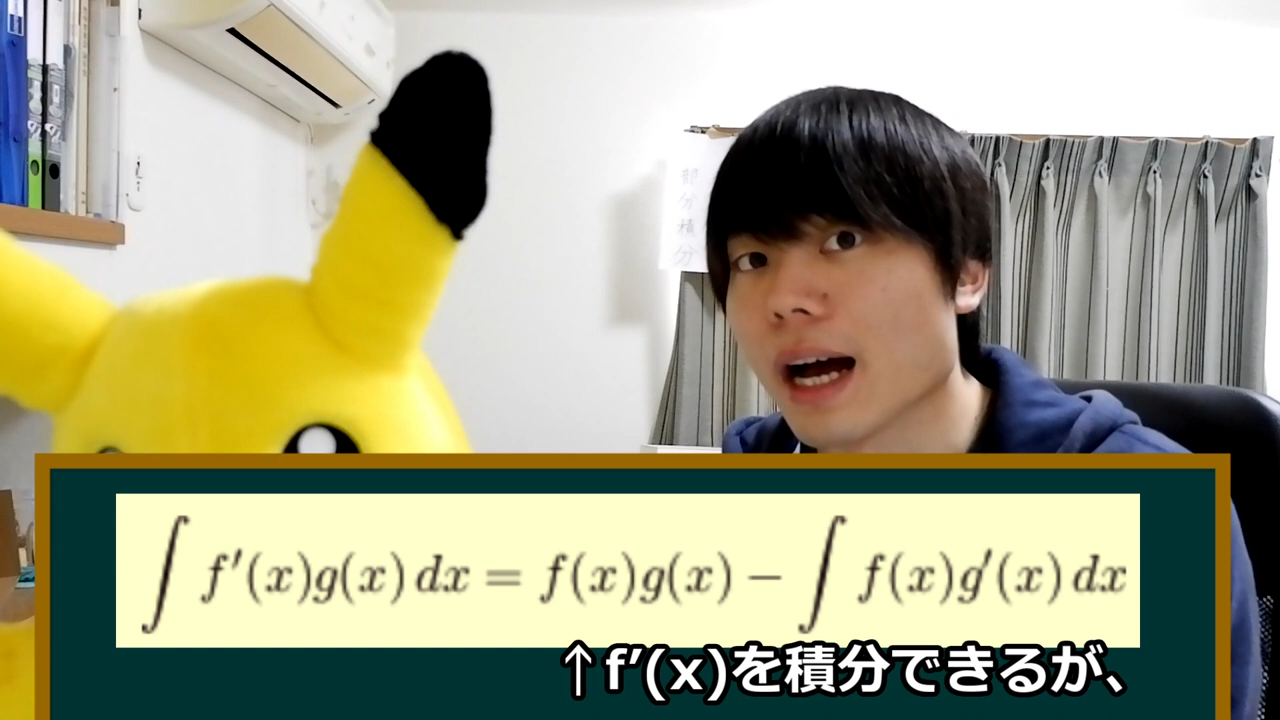 部分積分
∫ f′(x)g(x) dx = f(x)g(x) − ∫ f(x)g′(x) dx
↑f′(x)を積分できるが、